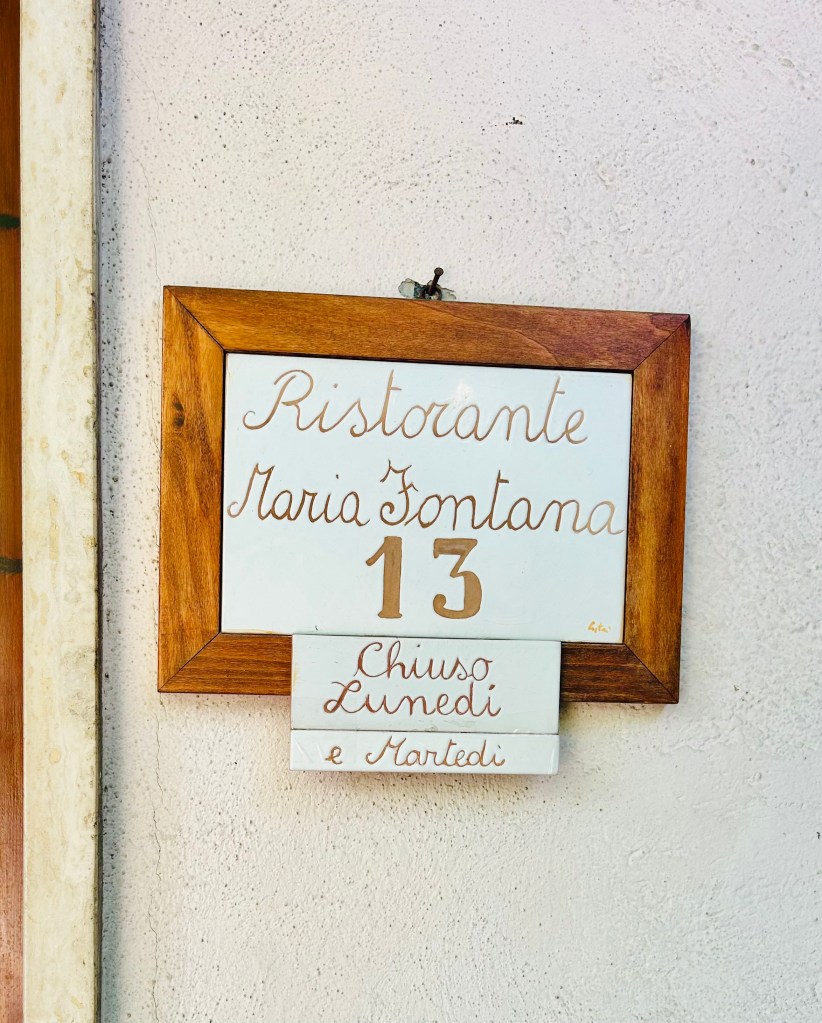 Ristorante
Maria Fontana
13
Chiuso
Lunedì
e Martedì